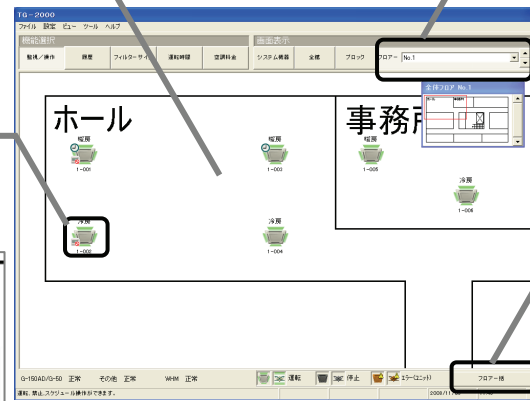 TG-2000
ファイル 設定 ビュー ツール ヘルプ
機能選択 画面表示
監視/操作 履歴 フィルターサイン 運転時間 空調料金 システム構器 全標 ブロック フロアー No.1
全体フロア No.1
ホール 事務所
暖房 暖房 暖房
1-001 1-003 1-005
冷房
1-006
冷房 冷房
1-002 1-004
G-150AD/G-50 正常 その他 正常 WHM 正常 運転 停止 エラー(ユニット) フロアー標
運転、禁止、スケジュール操作ができます。